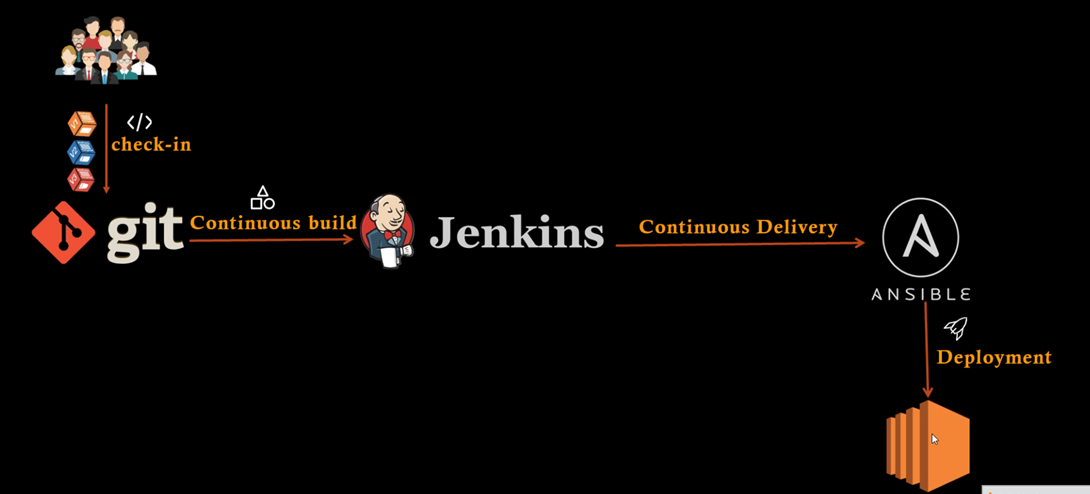 </>
check-in
git
Continuous build
Jenkins
Continuous Delivery
ANSIBLE
Deployment